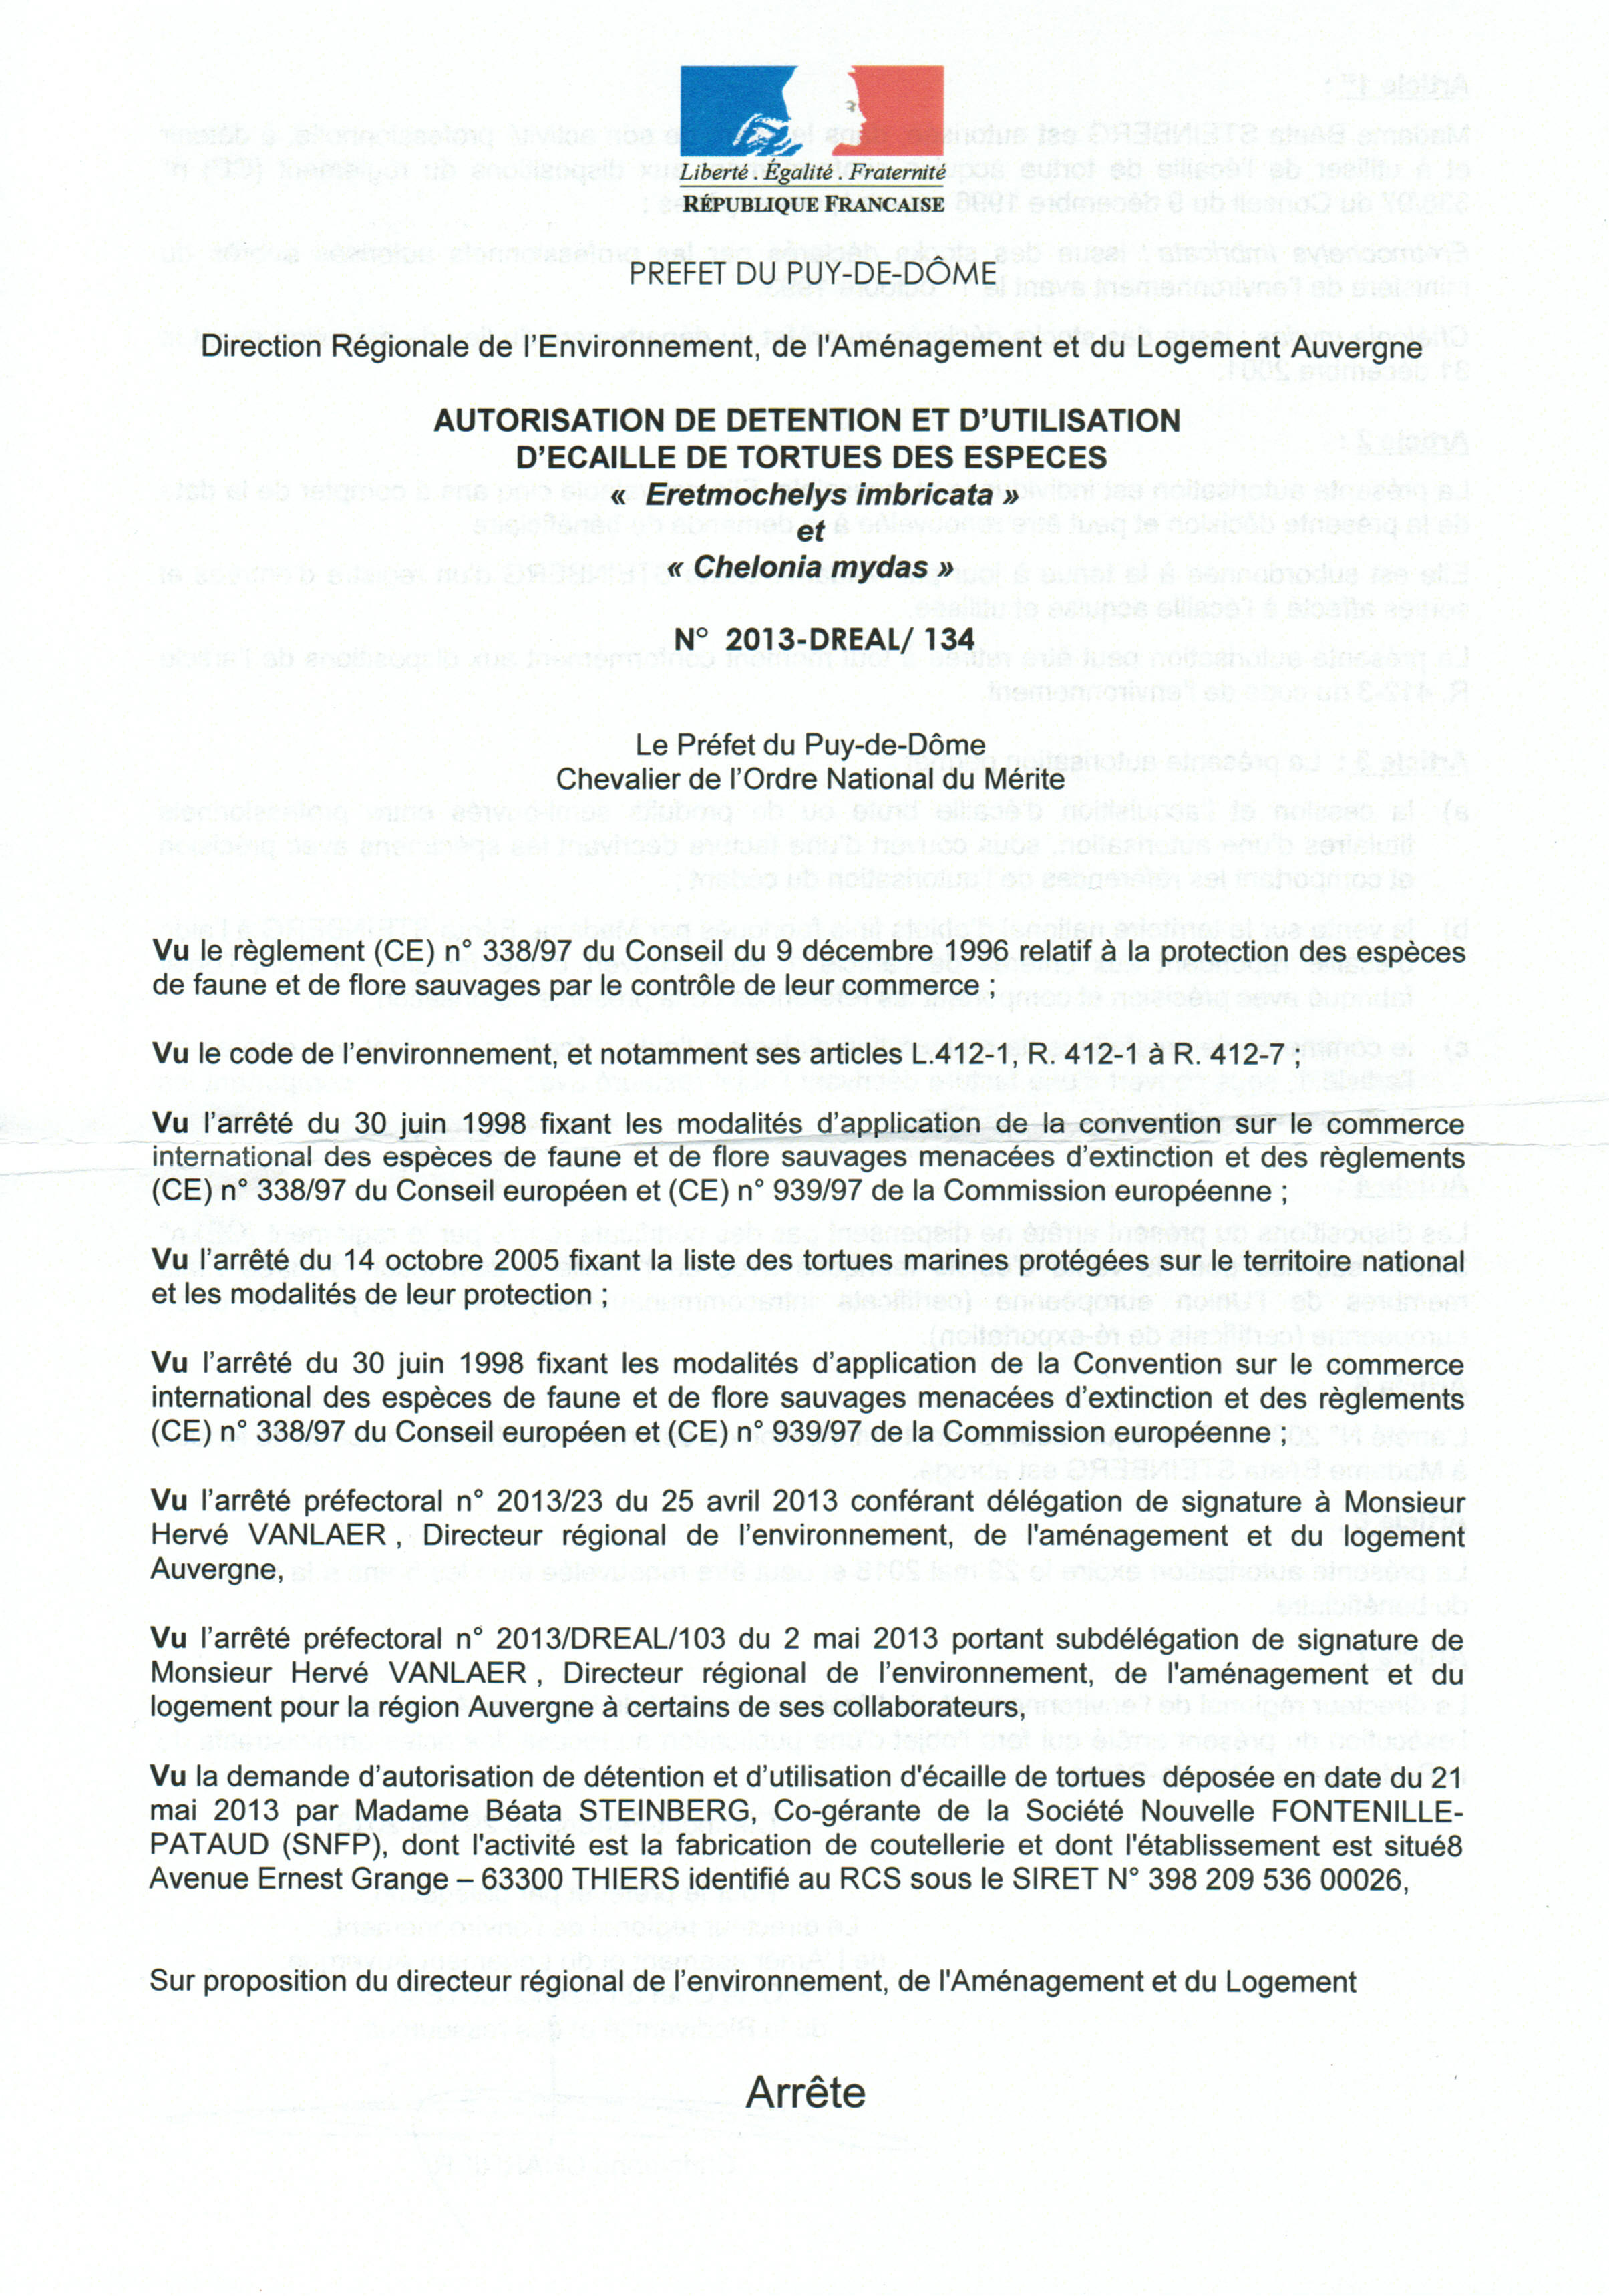 Liberté . Égalité . Fraternité
RÉPUBLIQUE FRANCAISE
PREFET DU PUY-DE-DÔME
Direction Régionale de l'Environnement, de l'Aménagement et du Logement Auvergne
AUTORISATION DE DETENTION ET D'UTILISATION
D'ECAILLE DE TORTUES DES ESPECES
« Eretmochelys imbricata »
et
« Chelonia mydas »
N° 2013-DREAL/ 134
Le Préfet du Puy-de-Dôme
Chevalier de l'Ordre National du Mérite
Vu le règlement (CE) n° 338/97 du Conseil du 9 décembre 1996 relatif à la protection des espèces
de faune et de flore sauvages par le contrôle de leur commerce ;
Vu le code de l'environnement, et notamment ses articles L.412-1, R. 412-1 à R. 412-7 ;
Vu l'arrêté du 30 juin 1998 fixant les modalités d'application de la convention sur le commerce
international des espèces de faune et de flore sauvages menacées d'extinction et des règlements
(CE) n° 338/97 du Conseil européen et (CE) n° 939/97 de la Commission européenne ;
Vu l'arrêté du 14 octobre 2005 fixant la liste des tortues marines protégées sur le territoire national
et les modalités de leur protection ;
Vu l'arrêté du 30 juin 1998 fixant les modalités d'application de la Convention sur le commerce
international des espèces de faune et de flore sauvages menacées d'extinction et des règlements
(CE) n° 338/97 du Conseil européen et (CE) n° 939/97 de la Commission européenne ;
Vu l'arrêté préfectoral n° 2013/23 du 25 avril 2013 conférant délégation de signature à Monsieur
Hervé VANLAER , Directeur régional de l'environnement, de l'aménagement et du logement
Auvergne,
Vu l'arrêté préfectoral n° 2013/DREAL/103 du 2 mai 2013 portant subdélégation de signature de
Monsieur Hervé VANLAER , Directeur régional de l'environnement, de l'aménagement et du
logement pour la région Auvergne à certains de ses collaborateurs,
Vu la demande d'autorisation de détention et d'utilisation d'écaille de tortues déposée en date du 21
mai 2013 par Madame Béata STEINBERG, Co-gérante de la Société Nouvelle FONTENILLE-
PATAUD (SNFP), dont l'activité est la fabrication de coutellerie et dont l'établissement est situé8
Avenue Ernest Grange – 63300 THIERS identifié au RCS sous le SIRET N° 398 209 536 00026,
Sur proposition du directeur régional de l'environnement, de l'Aménagement et du Logement
Arrête